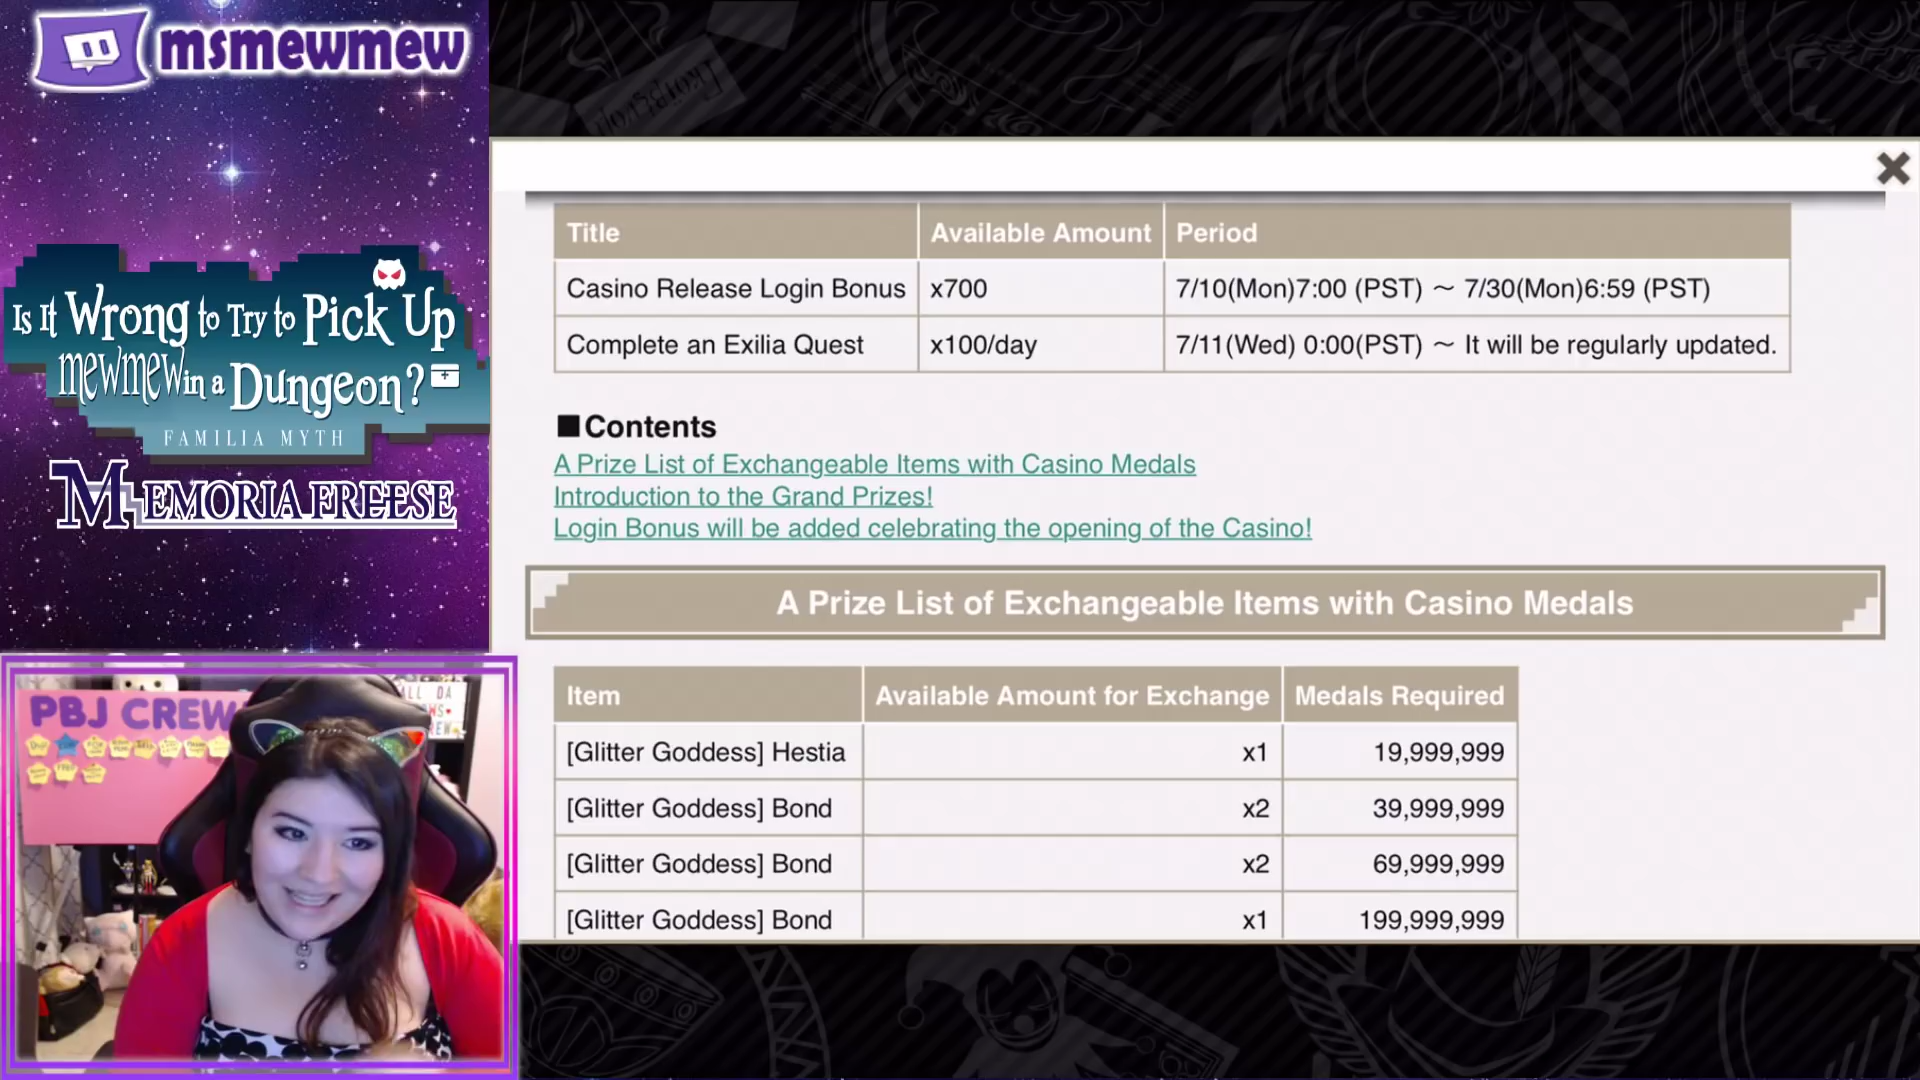 msmewmew
Is It Wrong to Try to Pick Up
mewmew in a Dungeon?
FAMILIA MYTH
MEMORIA FREESE
Title Available Amount Period
Casino Release Login Bonus x700 7/10(Mon)7:00 (PST) ～ 7/30(Mon)6:59 (PST)
Complete an Exilia Quest x100/day 7/11(Wed) 0:00(PST) ～ It will be regularly updated.
■Contents
A Prize List of Exchangeable Items with Casino Medals
Introduction to the Grand Prizes!
Login Bonus will be added celebrating the opening of the Casino!
A Prize List of Exchangeable Items with Casino Medals
Item Available Amount for Exchange Medals Required
[Glitter Goddess] Hestia x1 19,999,999
[Glitter Goddess] Bond x2 39,999,999
[Glitter Goddess] Bond x2 69,999,999
[Glitter Goddess] Bond x1 199,999,999
PBJ CREW